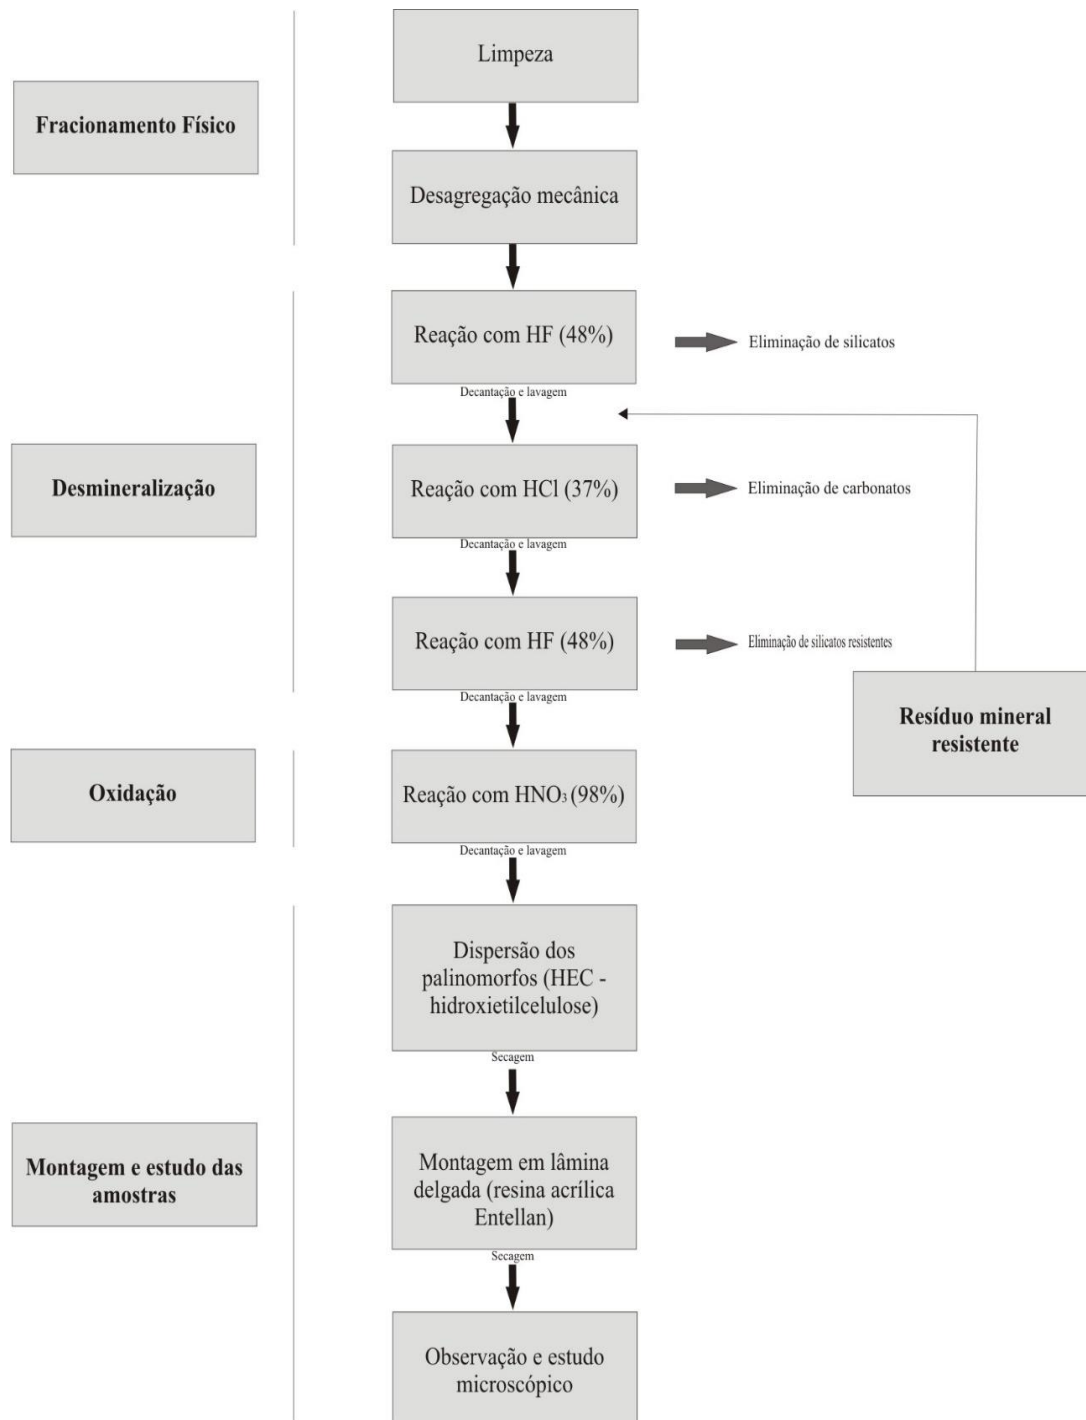 Limpeza
Fracionamento Físico
Desagregação mecânica
Reação com HF (48%)
Eliminação de silicatos
Decantação e lavagem
Desmineralização
Reação com HCl (37%)
Eliminação de carbonatos
Decantação e lavagem
Reação com HF (48%)
Eliminação de silicatos resistentes
Decantação e lavagem
Resíduo mineral
resistente
Oxidação
Reação com HNO₃ (98%)
Decantação e lavagem
Dispersão dos
palinomorfos (HEC -
hidroxietilcelulose)
Secagem
Montagem e estudo das
amostras
Montagem em lâmina
delgada (resina acrílica
Entellan)
Secagem
Observação e estudo
microscópico